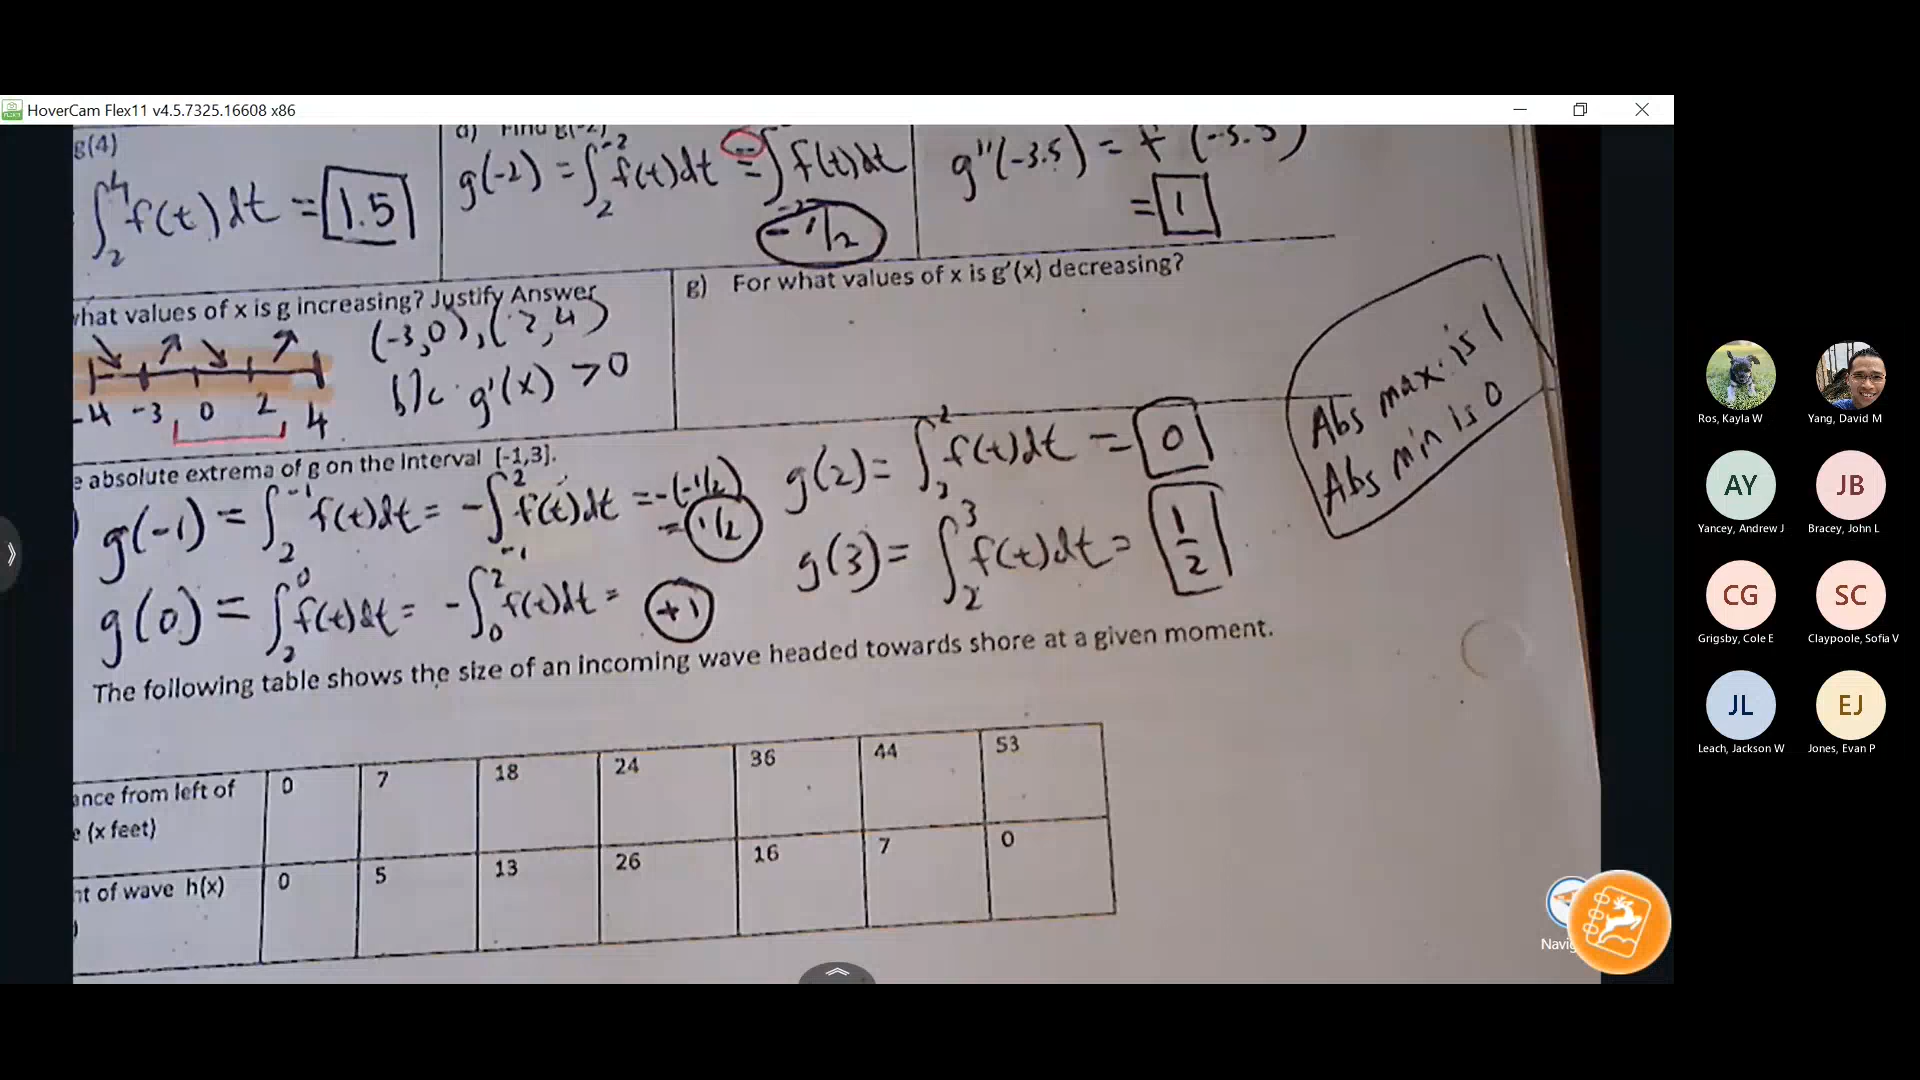 HoverCam Flex11 v4.5.7325.16608 x86
g(4)
∫₂⁴ f(t)dt = 1.5
g(-2) = ∫₂⁻² f(t)dt = - ∫₋₂ f(t)dt
-1/2
g''(-3.5) =
= 1
what values of x is g increasing? Justify Answer
(-3,0), (2,4)
b/c g'(x) > 0
-4 -3 0 2 4
g) For what values of x is g'(x) decreasing?
Abs max is 1
Abs min is 0
absolute extrema of g on the interval [-1,3].
g(-1) = ∫₂⁻¹ f(t)dt = -∫₋₁² f(t)dt = -(-1/2)
= 1/2
g(0) = ∫₂⁰ f(t)dt = -∫₀² f(t)dt = +1
g(2) = ∫₂² f(t)dt = 0
g(3) = ∫₂³ f(t)dt = 1/2
The following table shows the size of an incoming wave headed towards shore at a given moment.
ance from left of 0 7 18 24 36 44 53
e (x feet)
nt of wave h(x) 0 5 13 26 16 7 0
Navig
Ros, Kayla W
Yang, David M
AY
JB
Yancey, Andrew J
Bracey, John L
CG
SC
Grigsby, Cole E
Claypoole, Sofia V
JL
EJ
Leach, Jackson W
Jones, Evan P